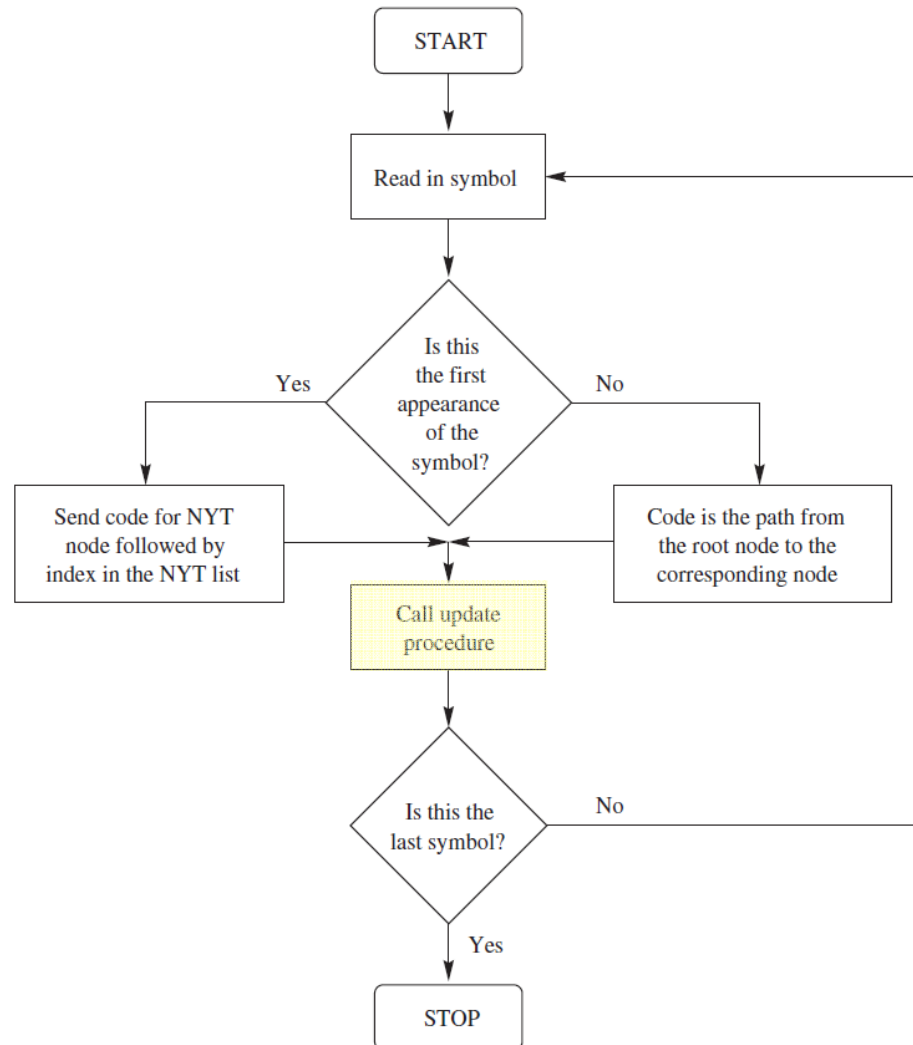 START
Read in symbol
Is this
the first
appearance
of the
symbol?
Yes
No
Send code for NYT
node followed by
index in the NYT list
Code is the path from
the root node to the
corresponding node
Call update
procedure
Is this the
last symbol?
No
Yes
STOP